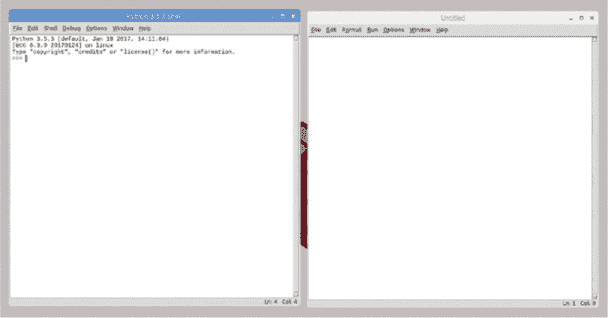 Python 3.5.3 Shell
File Edit Shell Debug Options Window Help
Python 3.5.3 (default, Jan 19 2017, 14:11:04)
[GCC 6.3.0 20170124] on linux
Type "copyright", "credits" or "license()" for more information.
>>>
Ln: 4 Col: 4
Untitled
File Edit Format Run Options Window Help
Ln: 1 Col: 0